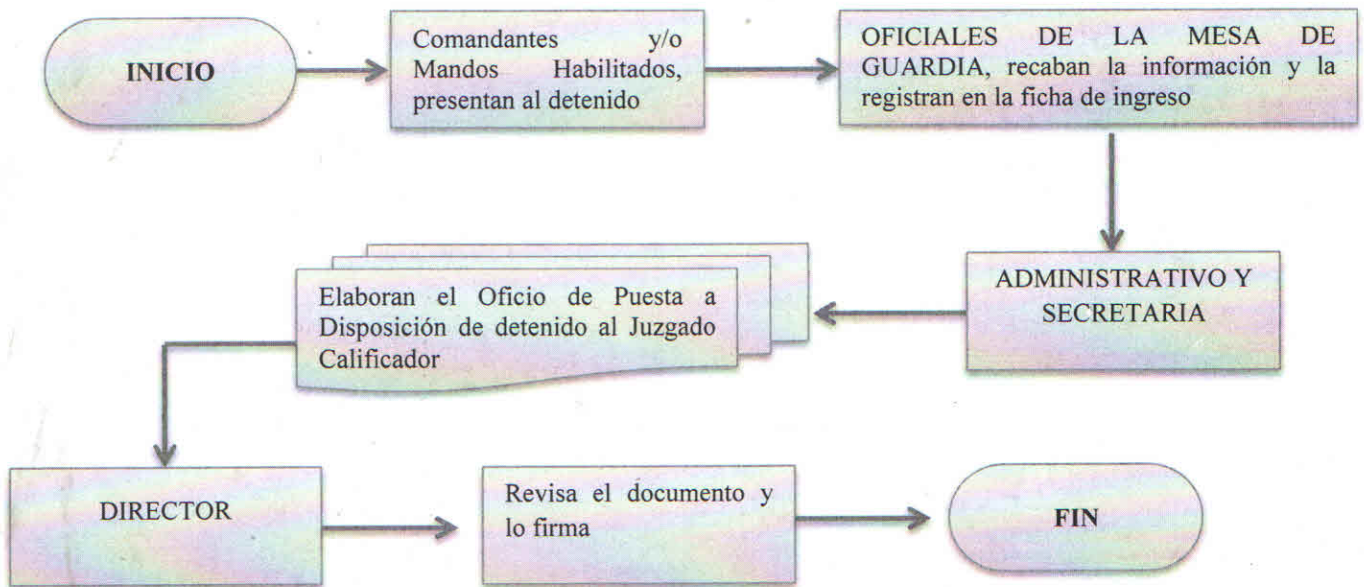 INICIO
Comandantes y/o
Mandos Habilitados,
presentan al detenido
OFICIALES DE LA MESA DE
GUARDIA, recaban la información y la
registran en la ficha de ingreso
ADMINISTRATIVO Y
SECRETARIA
Elaboran el Oficio de Puesta a
Disposición de detenido al Juzgado
Calificador
DIRECTOR
Revisa el documento y
lo firma
FIN